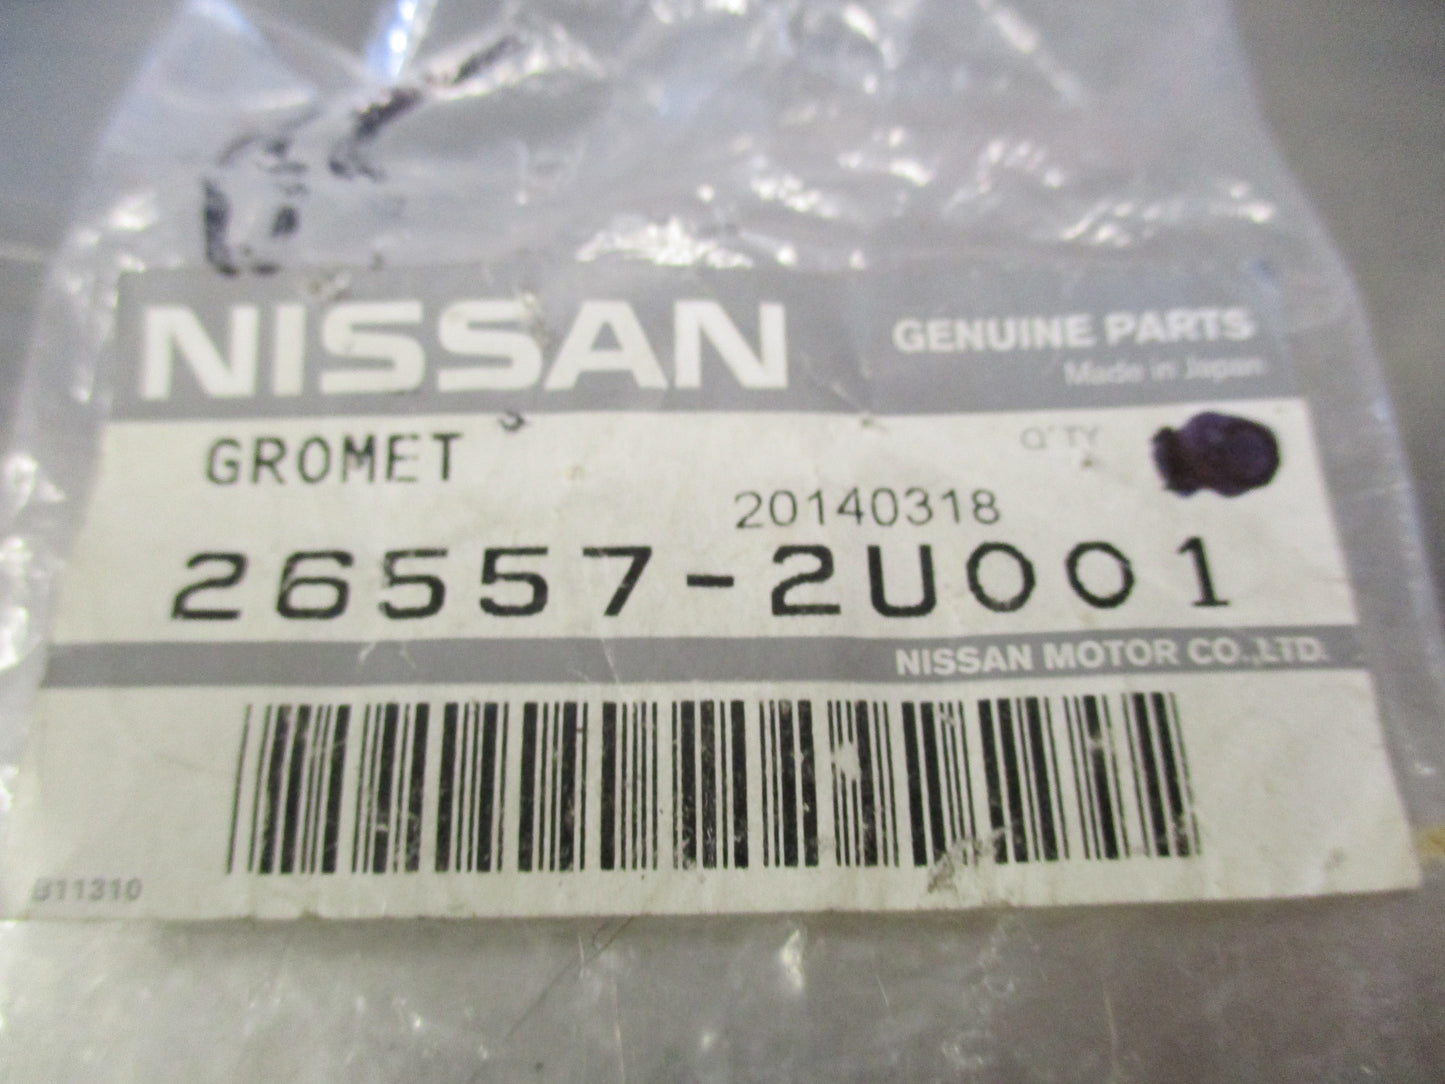 NISSAN
GENUINE PARTS
Made in Japan
GROMET
Q'TY
20140318
26557-2U001
NISSAN MOTOR CO.,LTD.
B11310